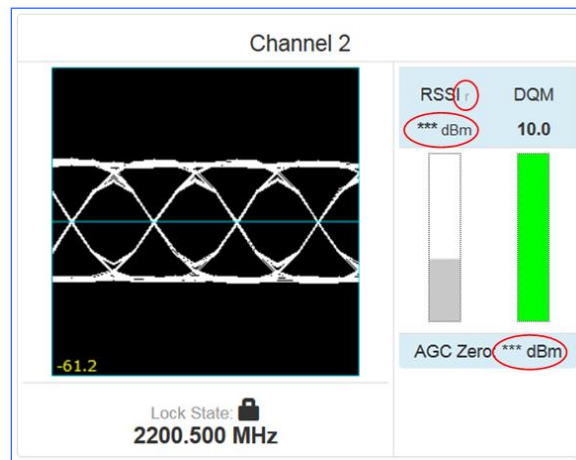 Channel 2
RSSI r
DQM
*** dBm
10.0
-61.2
AGC Zero: *** dBm
Lock State:
2200.500 MHz